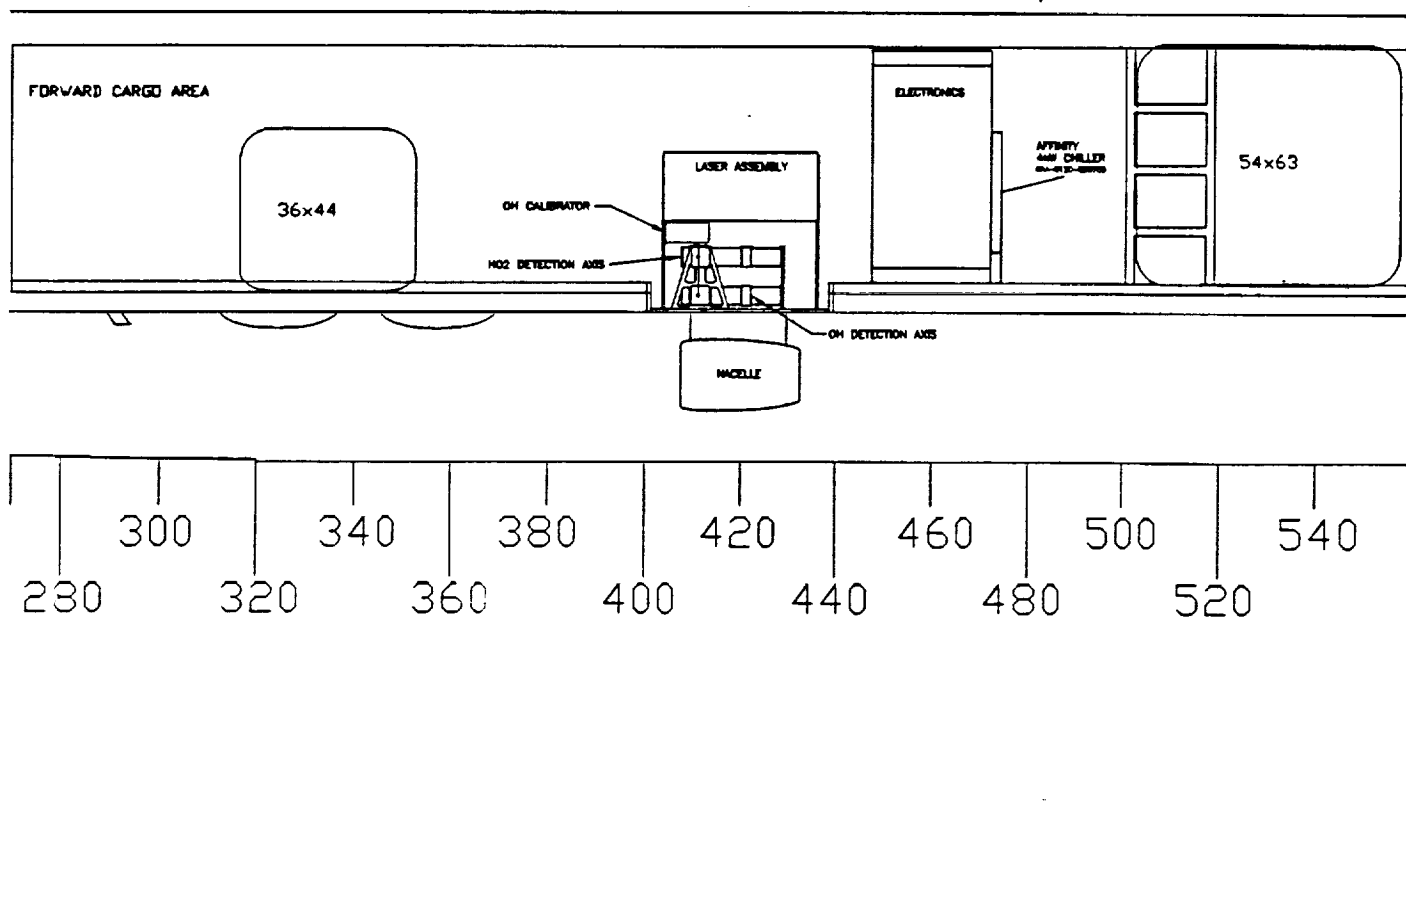 FORWARD CARGO AREA
36x44
OH CALIBRATOR
HO2 DETECTION AXIS
LASER ASSEMBLY
OH DETECTION AXIS
NACELLE
ELECTRONICS
AFFINITY
CHILLER
54x63
300 340 380 420 460 500 540
280 320 360 400 440 480 520